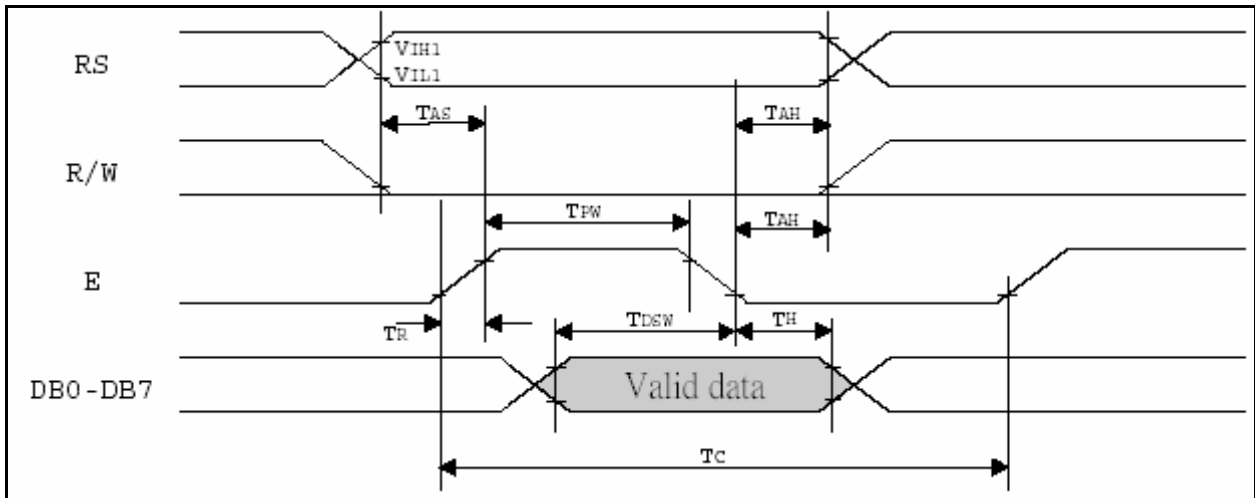 RS
VIH1
VIL1
TAS
TAH
R/W
TPW
TAH
E
TR
TDSW
TH
DB0-DB7
Valid data
TC